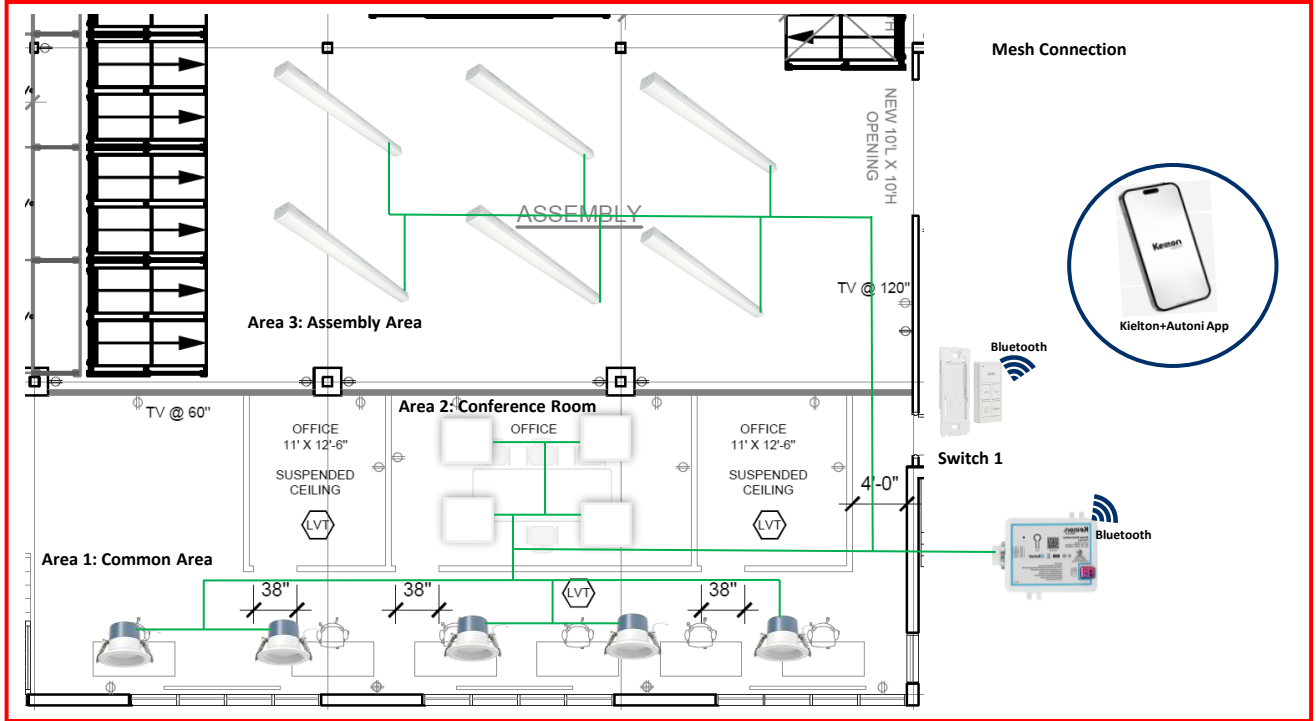 Mesh Connection
NEW 10'L X 10'H
OPENING
ASSEMBLY
TV @ 120"
Keliton
Kielton+Autoni App
Area 3: Assembly Area
Bluetooth
Auto
TV @ 60"
Area 2: Conference Room
OFFICE
11' X 12'-6"
SUSPENDED
CEILING
LVT
OFFICE
OFFICE
11' X 12'-6"
SUSPENDED
CEILING
LVT
4'-0"
Switch 1
Bluetooth
Area 1: Common Area
38"
38"
LVT
38"